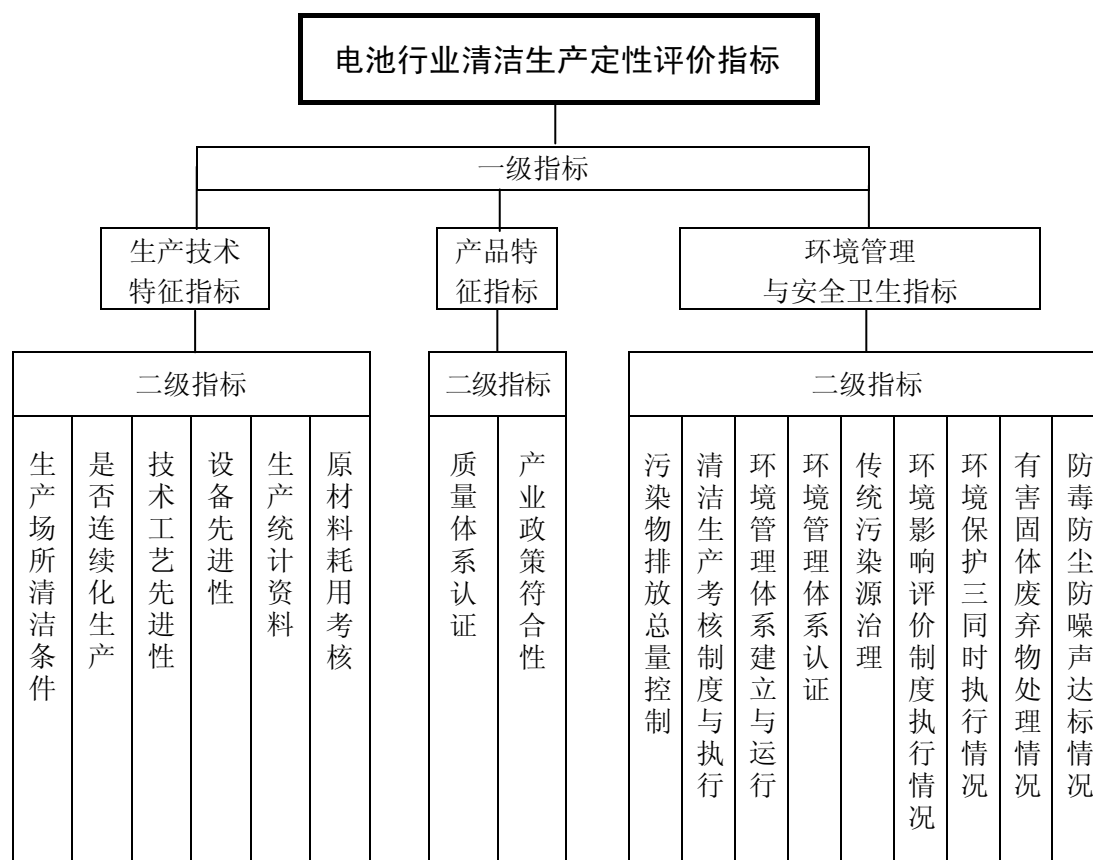 电池行业清洁生产定性评价指标
一级指标
生产技术
特征指标
产品特
征指标
环境管理
与安全卫生指标
二级指标
二级指标
二级指标
生产场所清洁条件
是否连续化生产
技术工艺先进性
设备先进性
生产统计资料
原材料耗用考核
质量体系认证
产业政策符合性
污染物排放总量控制
清洁生产考核制度与执行
环境管理体系建立与运行
环境管理体系认证
传统污染源治理
环境影响评价制度执行情况
环境保护三同时执行情况
有害固体废弃物处理情况
防毒防尘防噪声达标情况